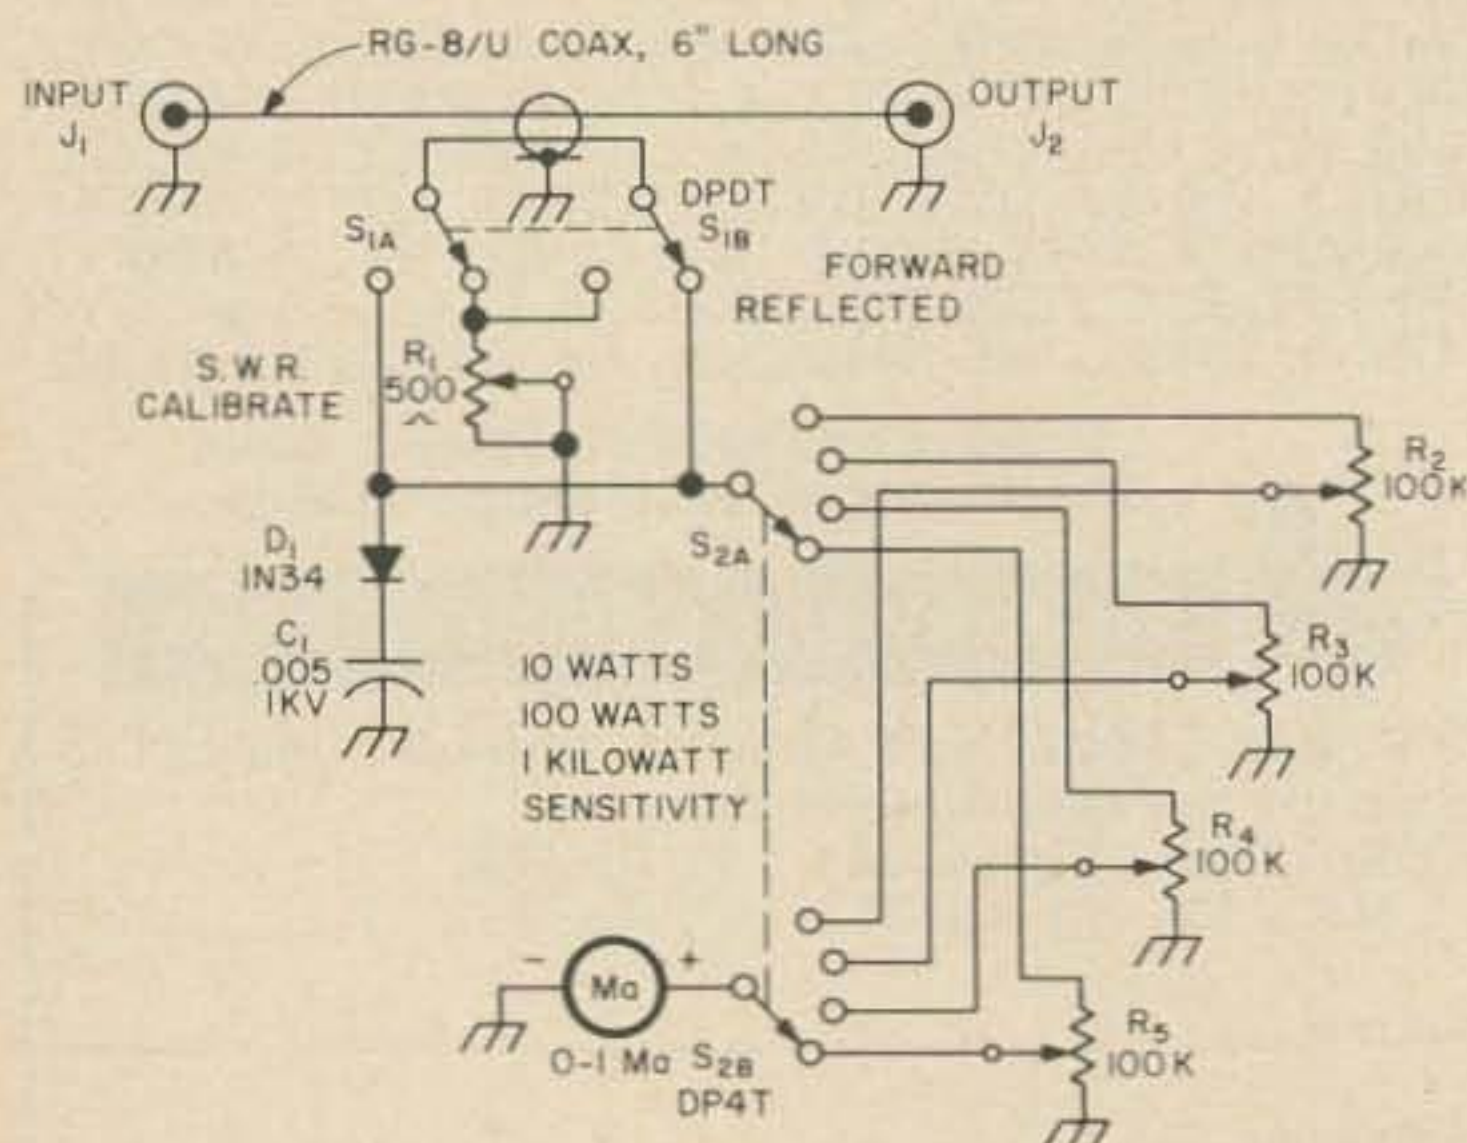 RG-8/U COAX, 6" LONG
INPUT
J1
OUTPUT
J2
DPDT
S1A
S1B
FORWARD
REFLECTED
S.W.R.
CALIBRATE
R1
500
R2
100K
S2A
D1
IN34
C1
.005
1KV
10 WATTS
100 WATTS
1 KILOWATT
SENSITIVITY
R3
100K
R4
100K
- Ma +
0-1 Ma S2B
DP4T
R5
100K